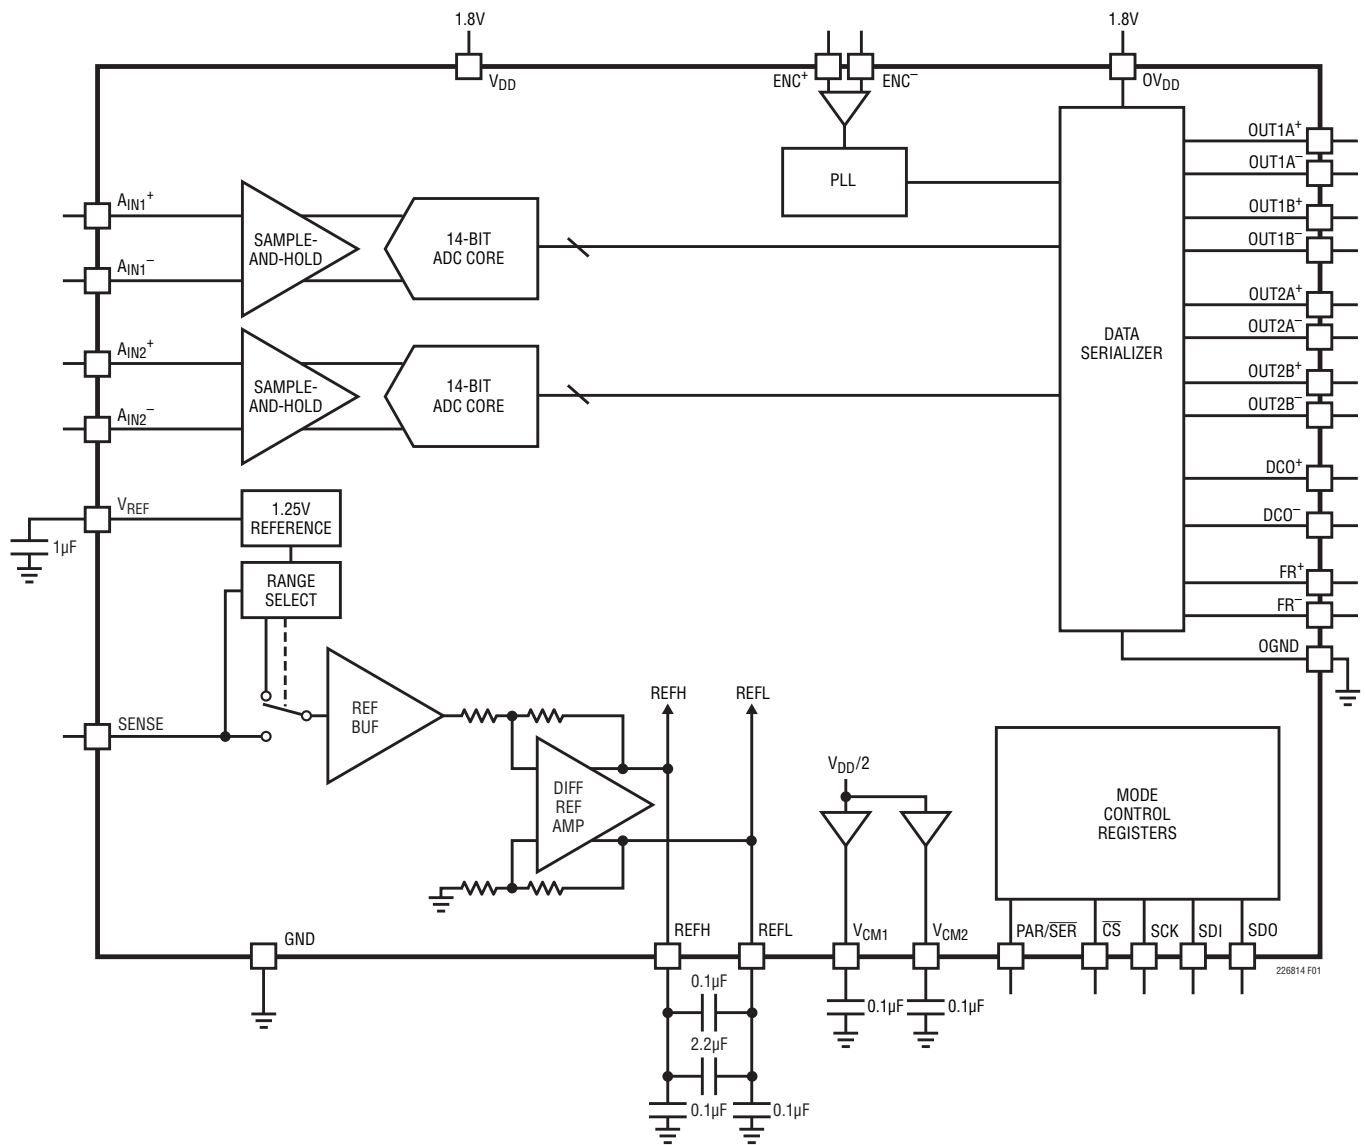 1.8V
1.8V
VDD
ENC+
ENC−
OVDD
OUT1A+
OUT1A−
PLL
AIN1+
SAMPLE-
AND-HOLD
14-BIT
ADC CORE
OUT1B+
OUT1B−
AIN1−
OUT2A+
OUT2A−
DATA
SERIALIZER
AIN2+
SAMPLE-
AND-HOLD
14-BIT
ADC CORE
OUT2B+
OUT2B−
AIN2−
DCO+
DCO−
VREF
1.25V
REFERENCE
1µF
RANGE
SELECT
FR+
FR−
OGND
SENSE
REF
BUF
REFH
REFL
DIFF
REF
AMP
VDD/2
MODE
CONTROL
REGISTERS
GND
REFH
REFL
VCM1
VCM2
PAR/S̅E̅R̅
C̅S̅
SCK
SDI
SDO
226814 F01
0.1µF
0.1µF
0.1µF
2.2µF
0.1µF
0.1µF